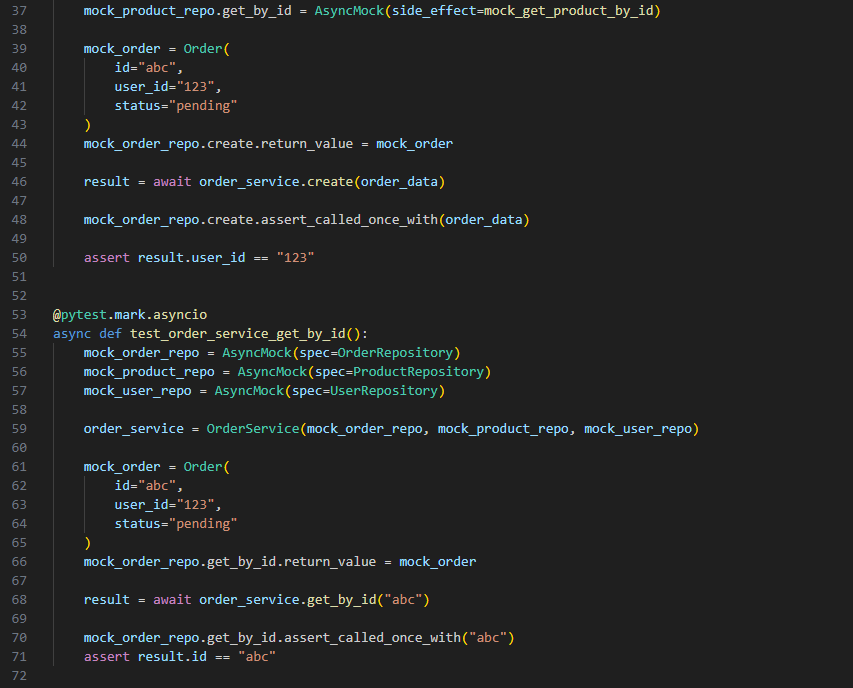 37 mock_product_repo.get_by_id = AsyncMock(side_effect=mock_get_product_by_id)
38
39 mock_order = Order(
40 id="abc",
41 user_id="123",
42 status="pending"
43 )
44 mock_order_repo.create.return_value = mock_order
45
46 result = await order_service.create(order_data)
47
48 mock_order_repo.create.assert_called_once_with(order_data)
49
50 assert result.user_id == "123"
51
52
53 @pytest.mark.asyncio
54 async def test_order_service_get_by_id():
55 mock_order_repo = AsyncMock(spec=OrderRepository)
56 mock_product_repo = AsyncMock(spec=ProductRepository)
57 mock_user_repo = AsyncMock(spec=UserRepository)
58
59 order_service = OrderService(mock_order_repo, mock_product_repo, mock_user_repo)
60
61 mock_order = Order(
62 id="abc",
63 user_id="123",
64 status="pending"
65 )
66 mock_order_repo.get_by_id.return_value = mock_order
67
68 result = await order_service.get_by_id("abc")
69
70 mock_order_repo.get_by_id.assert_called_once_with("abc")
71 assert result.id == "abc"
72